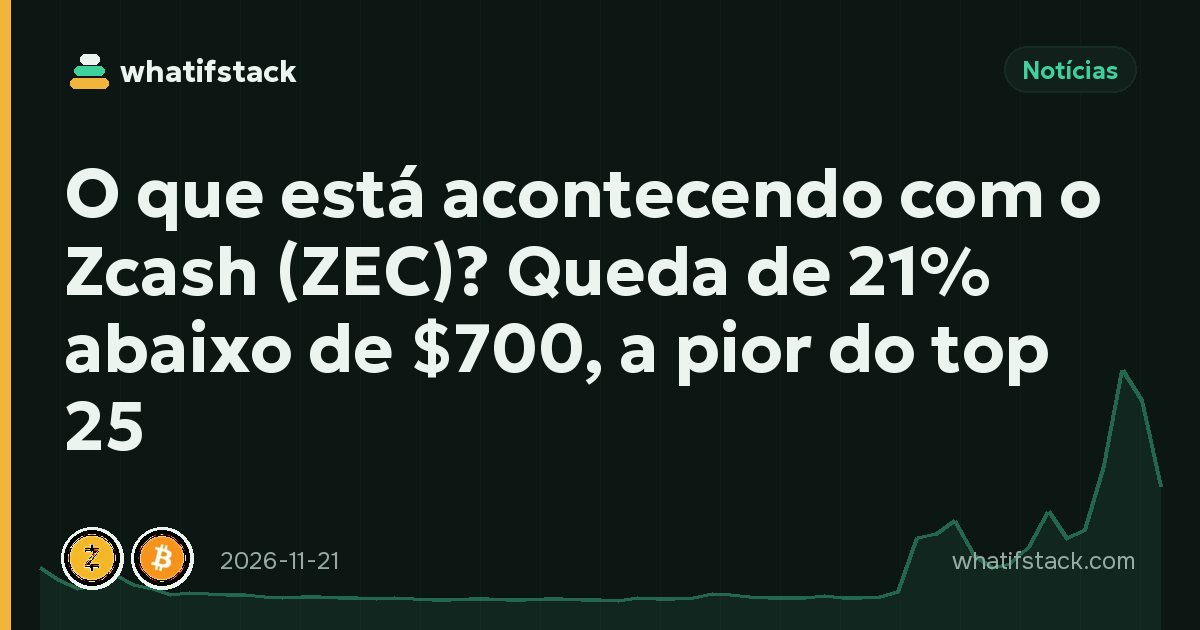 whatifstack
Notícias
O que está acontecendo com o
Zcash (ZEC)? Queda de 21%
abaixo de $700, a pior do top
25
2026-11-21
whatifstack.com